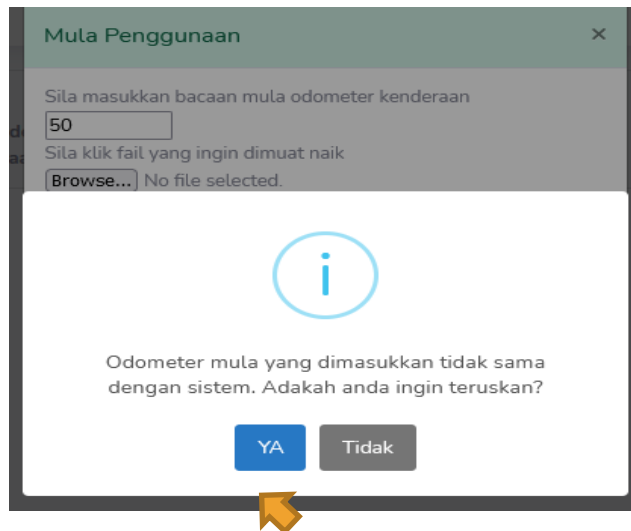 Mula Penggunaan ×
Sila masukkan bacaan mula odometer kenderaan
50
Sila klik fail yang ingin dimuat naik
Browse... No file selected.
i
Odometer mula yang dimasukkan tidak sama
dengan sistem. Adakah anda ingin teruskan?
YA Tidak